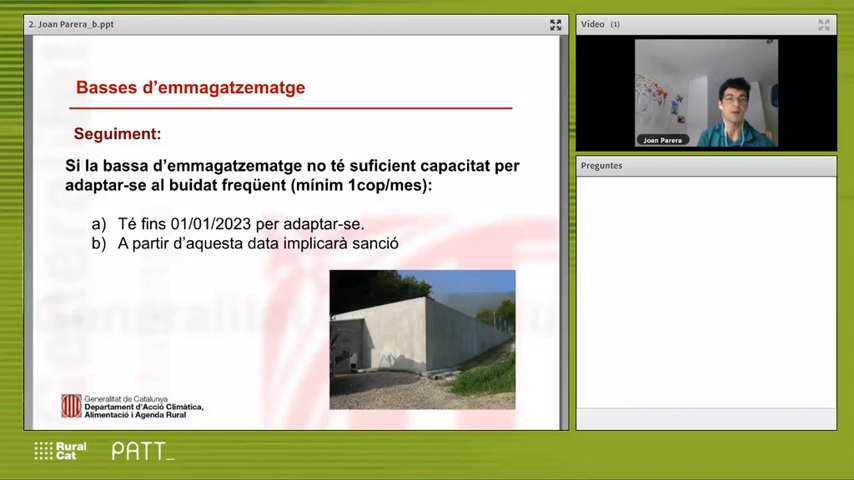 2. Joan Parera_b.ppt
Basses d'emmagatzematge
Seguiment:
Si la bassa d'emmagatzematge no té suficient capacitat per
adaptar-se al buidat freqüent (mínim 1cop/mes):
a) Té fins 01/01/2023 per adaptar-se.
b) A partir d'aquesta data implicarà sanció
Generalitat
Generalitat de Catalunya
Departament d'Acció Climàtica,
Alimentació i Agenda Rural
Vídeo (1)
Joan Parera
Preguntes
Rural
Cat
PATT_